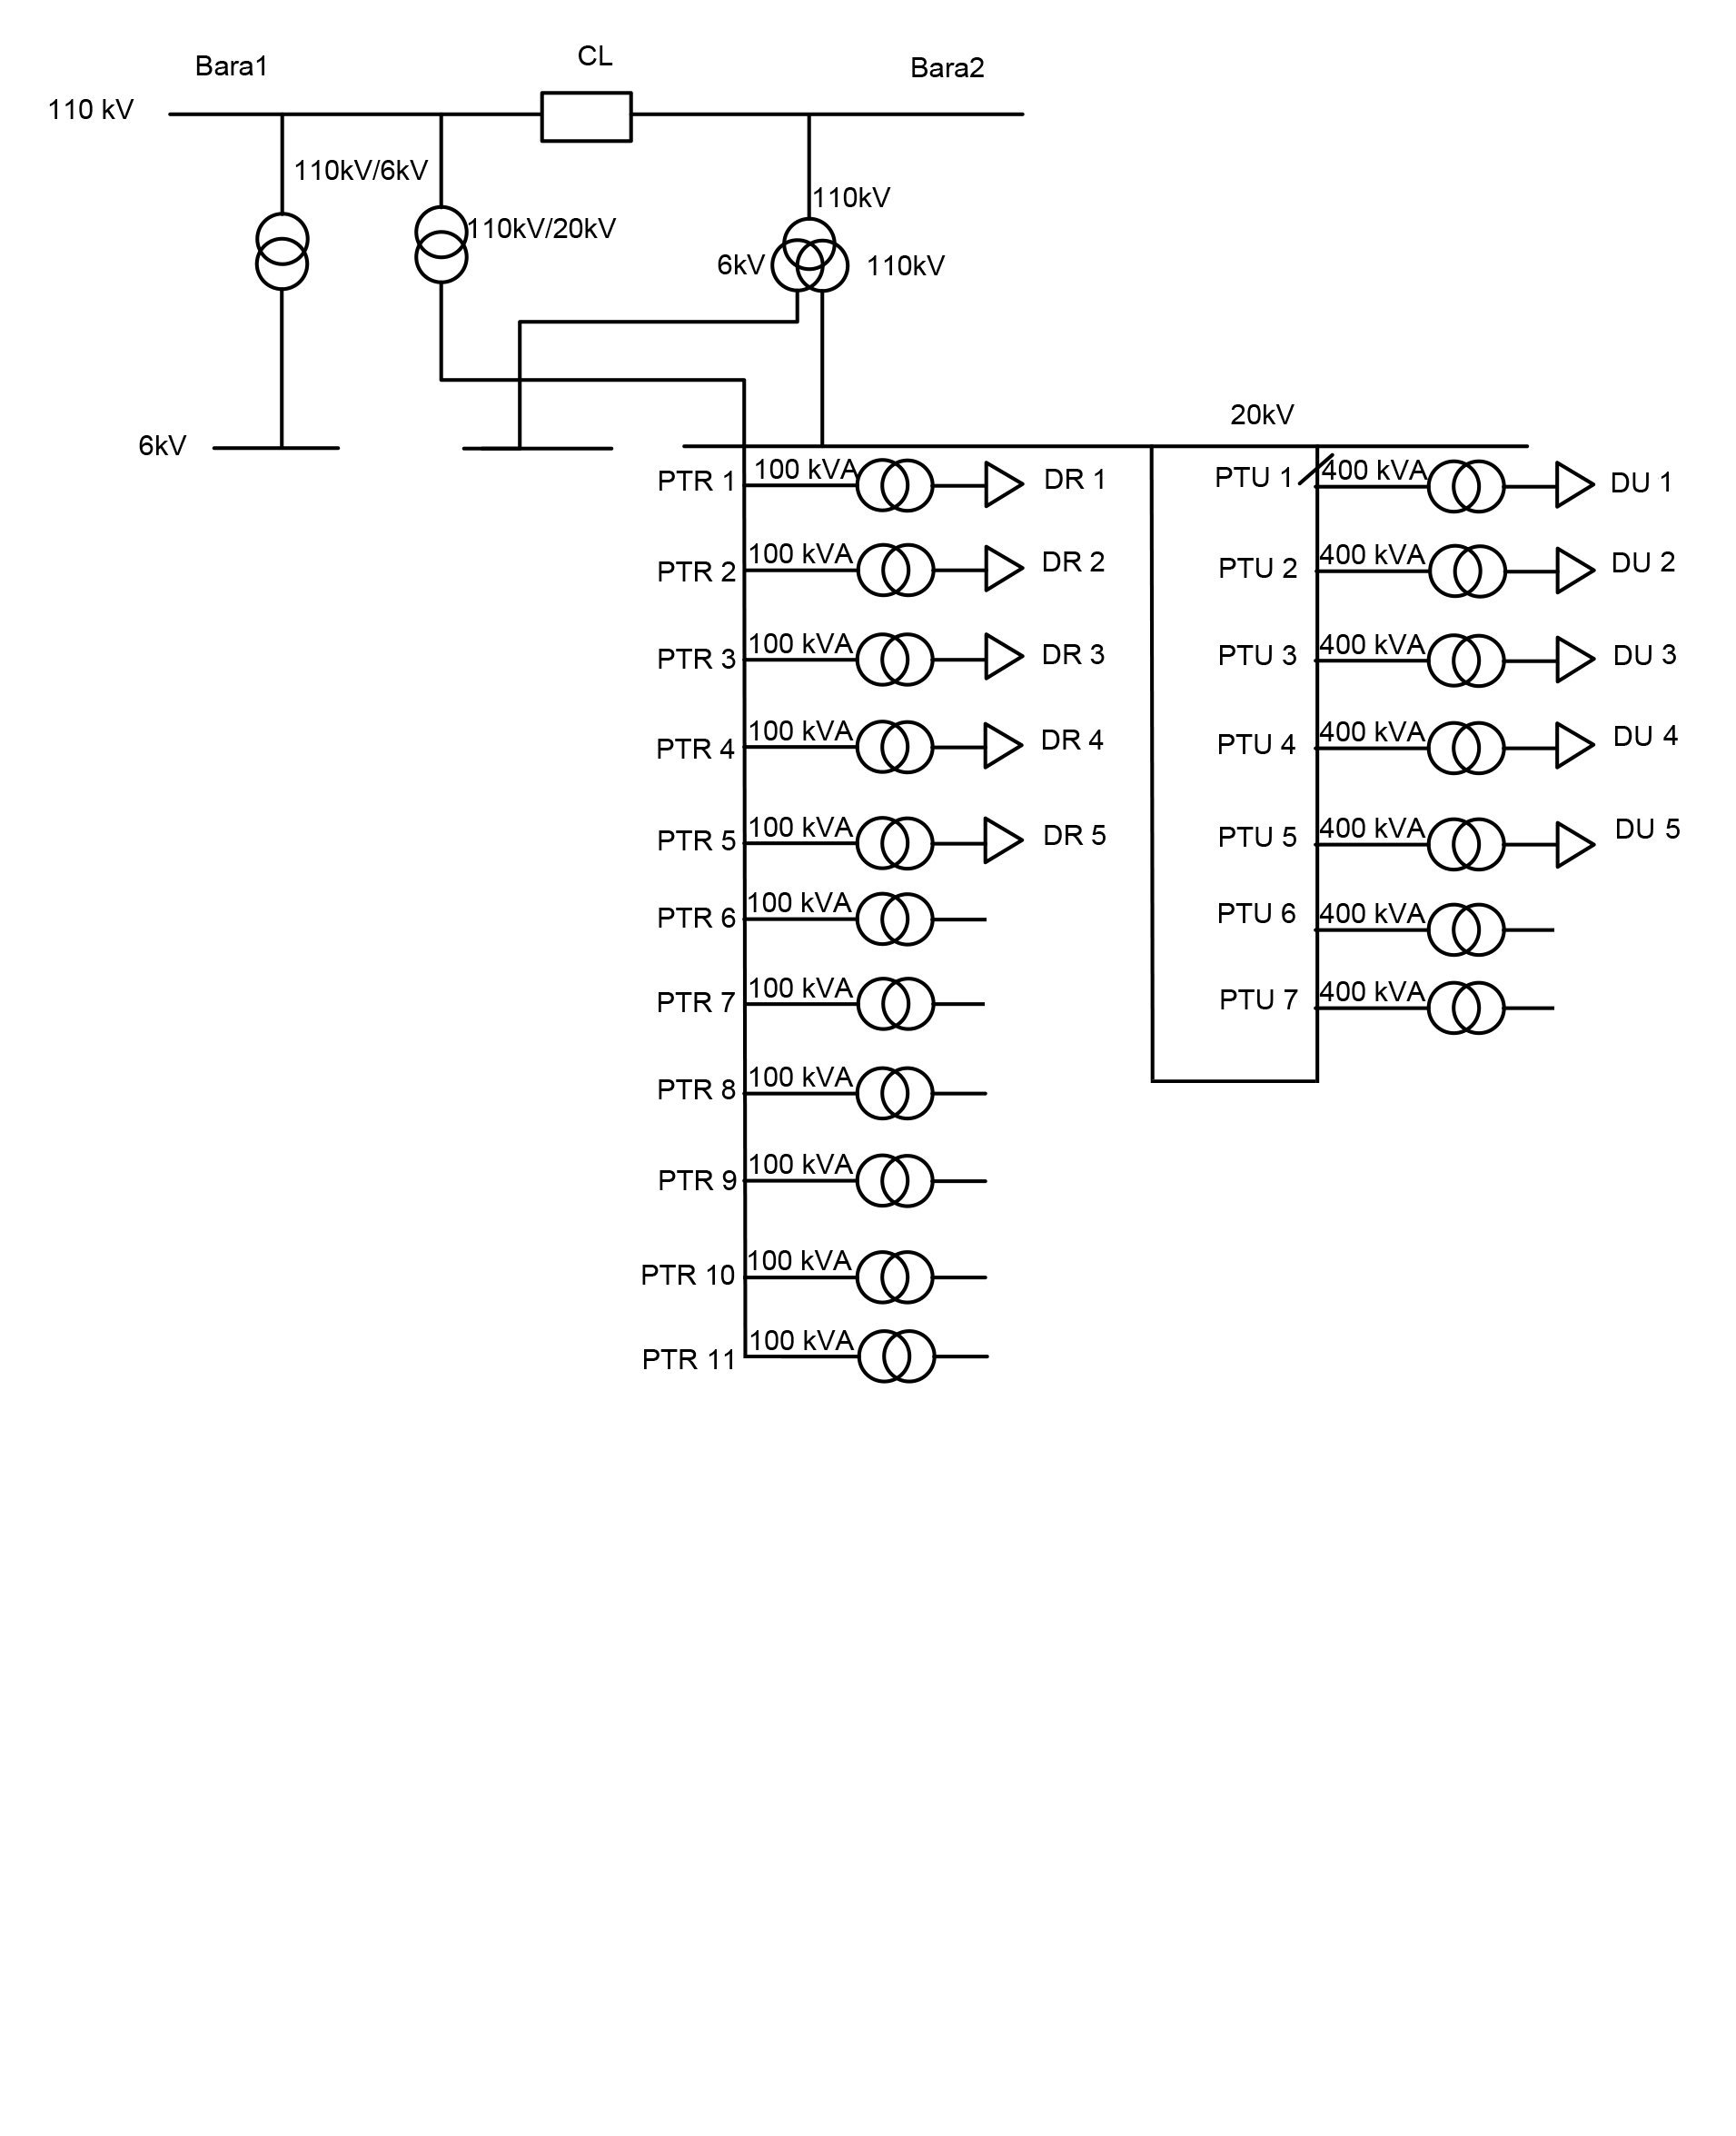 CL
Bara1
Bara2
110 kV
110kV/6kV
110kV
110kV/20kV
6kV
110kV
20kV
6kV
PTR 1
100 kVA
DR 1
PTU 1
400 kVA
DU 1
PTR 2
100 kVA
DR 2
PTU 2
400 kVA
DU 2
PTR 3
100 kVA
DR 3
PTU 3
400 kVA
DU 3
PTR 4
100 kVA
DR 4
PTU 4
400 kVA
DU 4
PTR 5
100 kVA
DR 5
PTU 5
400 kVA
DU 5
PTR 6
100 kVA
PTU 6
400 kVA
PTR 7
100 kVA
PTU 7
400 kVA
PTR 8
100 kVA
PTR 9
100 kVA
PTR 10
100 kVA
PTR 11
100 kVA